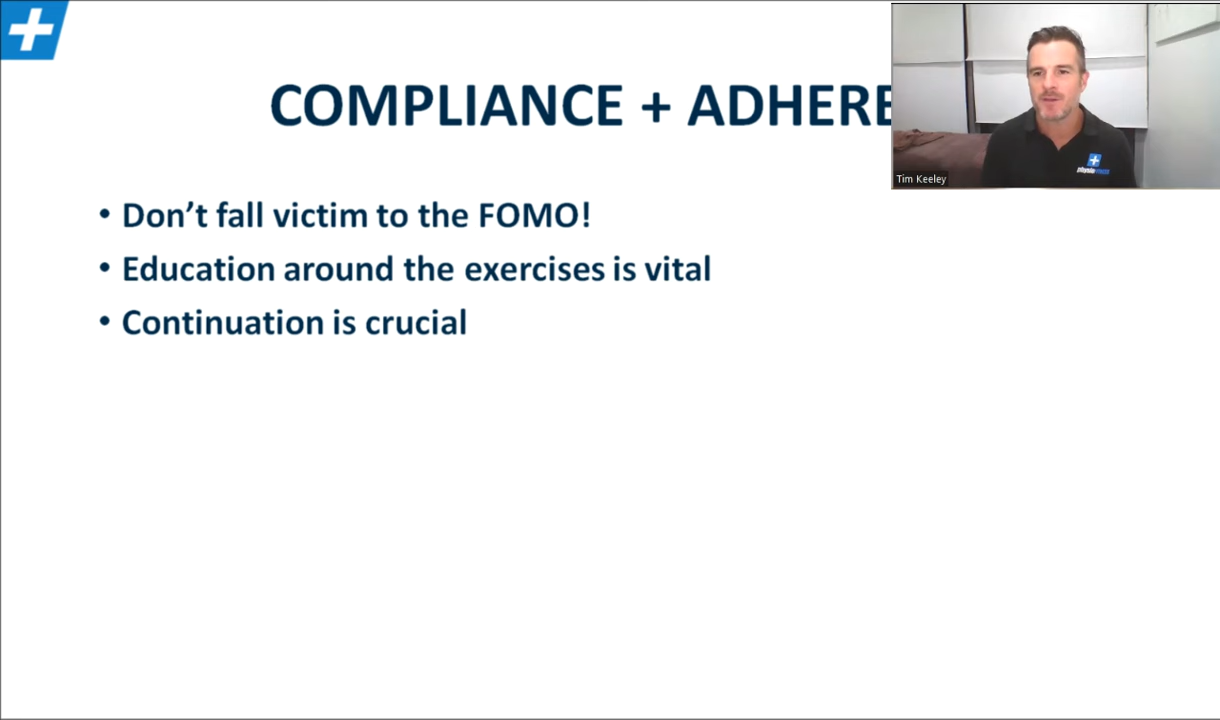 COMPLIANCE + ADHERE
• Don't fall victim to the FOMO!
• Education around the exercises is vital
• Continuation is crucial
Tim Keeley